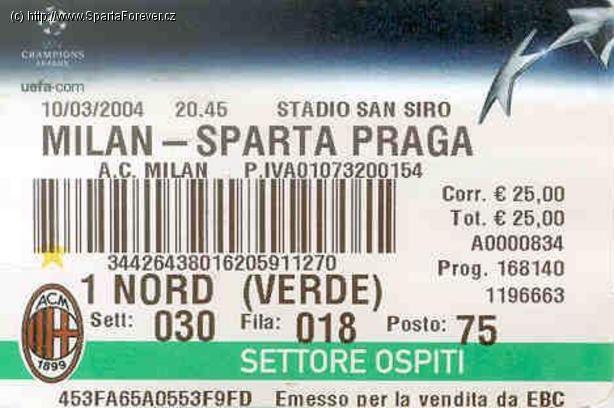 (c) http://www.SpartaForever.cz
CHAMPIONS
LEAGUE
uefa.com
10/03/2004 20.45 STADIO SAN SIRO
MILAN – SPARTA PRAGA
A.C. MILAN P.IVA01073200154
Corr. € 25,00
Tot. € 25,00
A0000834
34426438016205911270
Prog. 168140
1 NORD (VERDE)
1196663
ACM
1899
Sett: 030 Fila: 018 Posto: 75
SETTORE OSPITI
453FA65A0553F9FD Emesso per la vendita da EBC